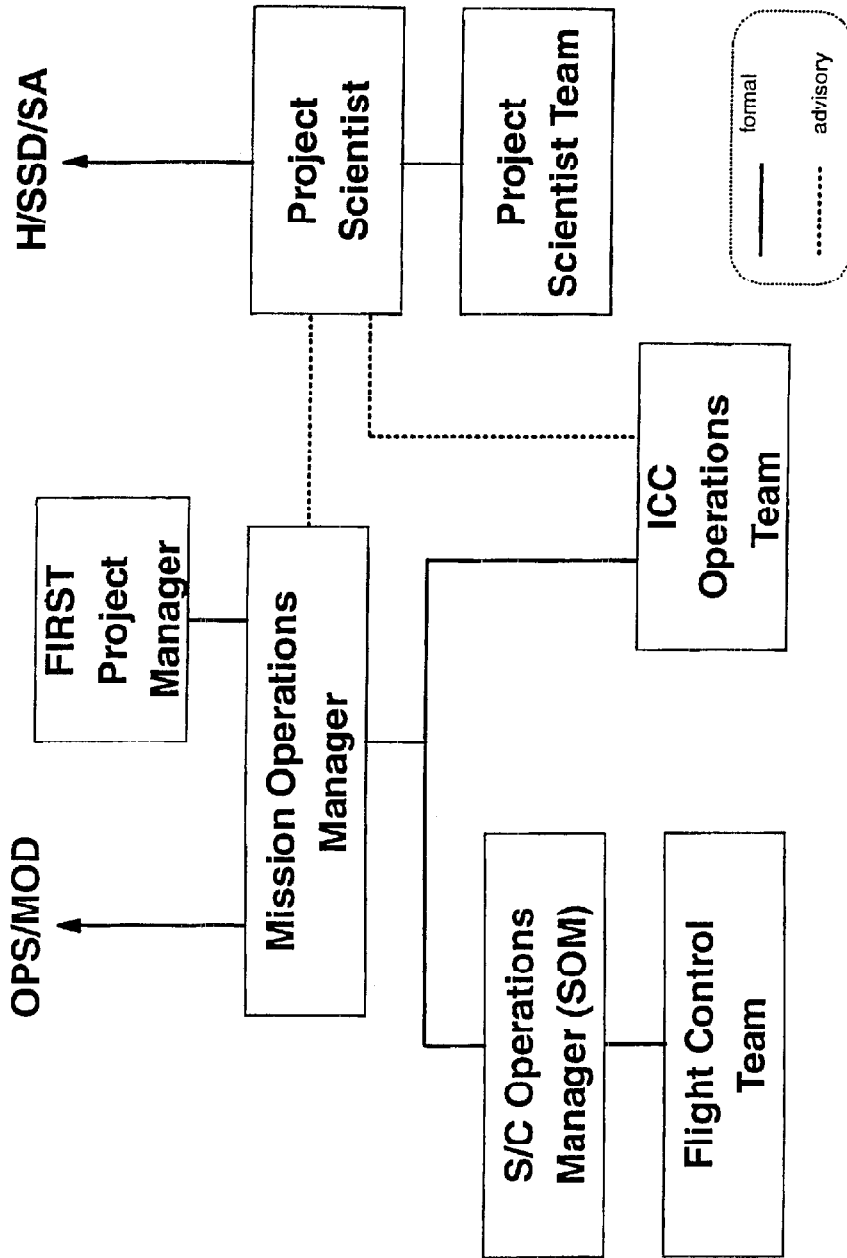 OPS/MOD
H/SSD/SA
FIRST
Project
Manager
Mission Operations
Manager
Project
Scientist
Project
Scientist Team
S/C Operations
Manager (SOM)
Flight Control
Team
ICC
Operations
Team
formal
advisory